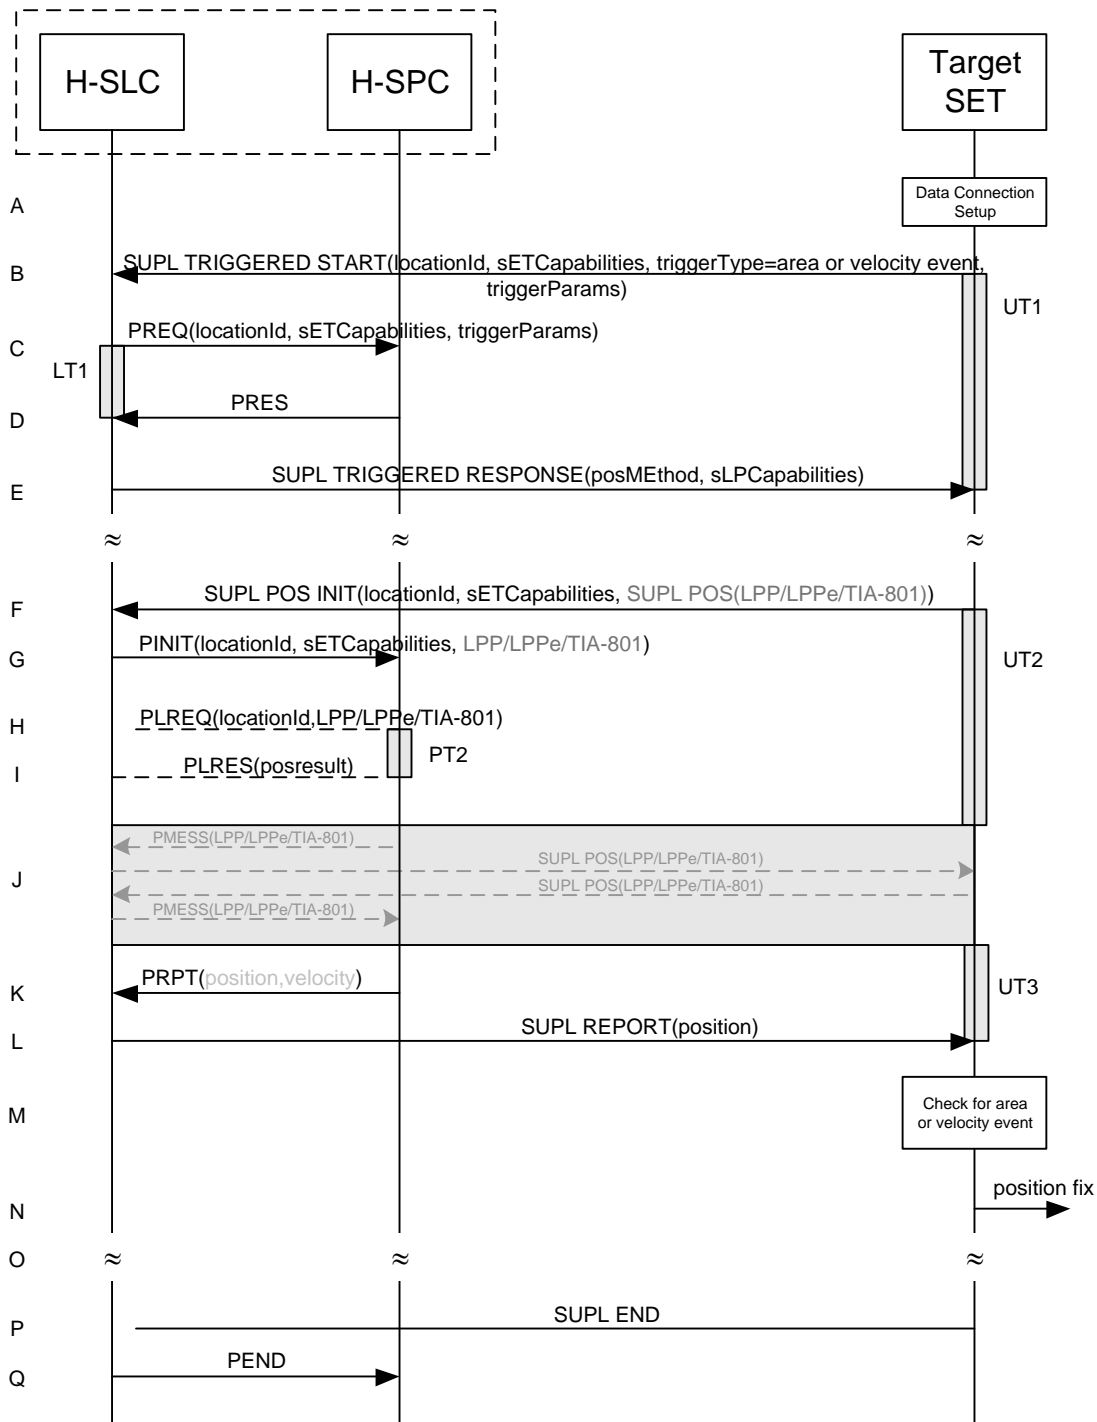 H-SLC
H-SPC
Target
SET
A
Data Connection
Setup
B
SUPL TRIGGERED START(locationId, sETCapabilities, triggerType=area or velocity event,
triggerParams)
UT1
C
PREQ(locationId, sETCapabilities, triggerParams)
LT1
D
PRES
E
SUPL TRIGGERED RESPONSE(posMEthod, sLPCapabilities)
≈ ≈ ≈
F
SUPL POS INIT(locationId, sETCapabilities, SUPL POS(LPP/LPPe/TIA-801))
G
PINIT(locationId, sETCapabilities, LPP/LPPe/TIA-801)
UT2
H
PLREQ(locationId,LPP/LPPe/TIA-801)
PT2
I
PLRES(posresult)
J
PMESS(LPP/LPPe/TIA-801)
SUPL POS(LPP/LPPe/TIA-801)
SUPL POS(LPP/LPPe/TIA-801)
PMESS(LPP/LPPe/TIA-801)
K
PRPT(position,velocity)
UT3
L
SUPL REPORT(position)
M
Check for area
or velocity event
N
position fix
O
≈ ≈ ≈
P
SUPL END
Q
PEND